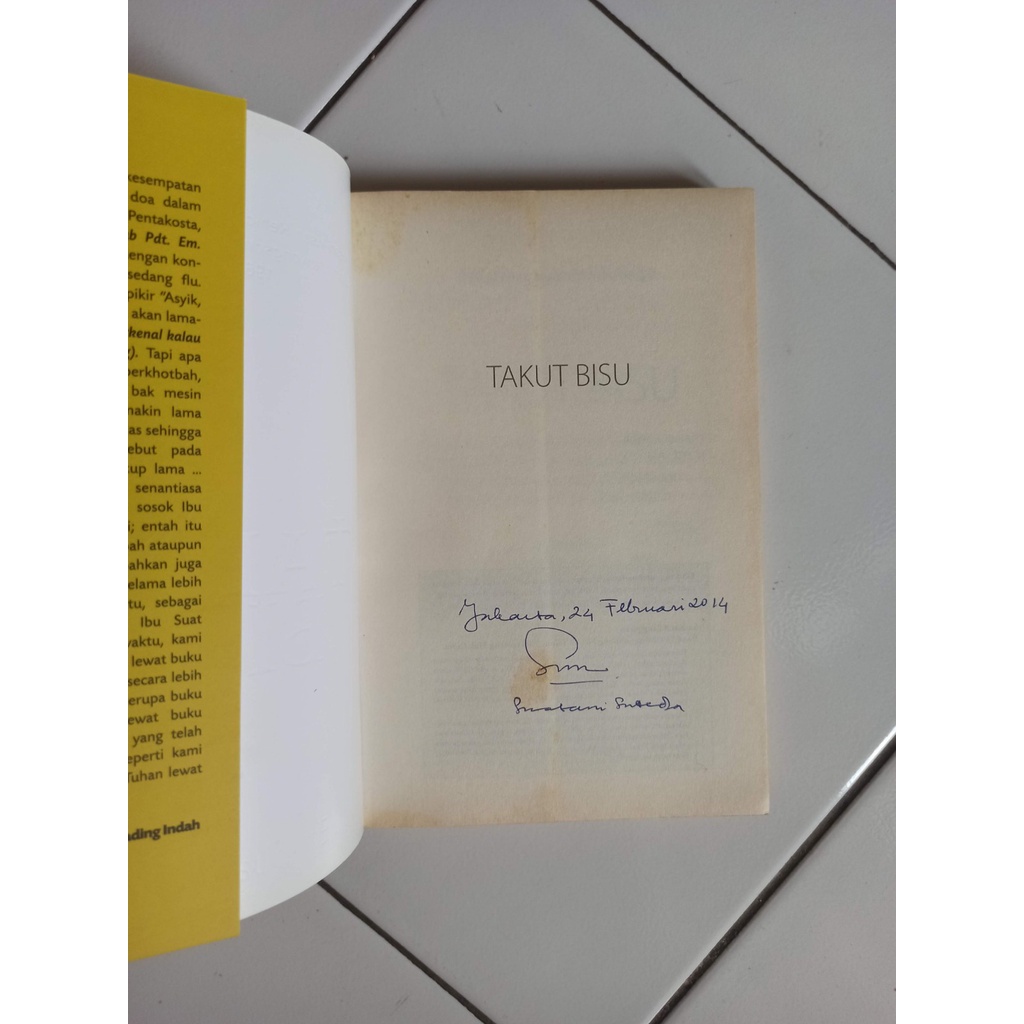 kesempatan
doa dalam
Pentakosta,
b Pdt. Em.
engan kon-
sedang flu.
pikir "Asyik,
akan lama-
kenal kalau
). Tapi apa
berkhotbah,
bak mesin
makin lama
as sehingga
ebut pada
up lama ...
senantiasa
sosok Ibu
i; entah itu
ah ataupun
ahkan juga
elama lebih
tu, sebagai
Ibu Suat
vaktu, kami
lewat buku
secara lebih
erupa buku
ewat buku
yang telah
eperti kami
Tuhan lewat
ading Indah
TAKUT BISU
Jakarta, 24 Februari 2014